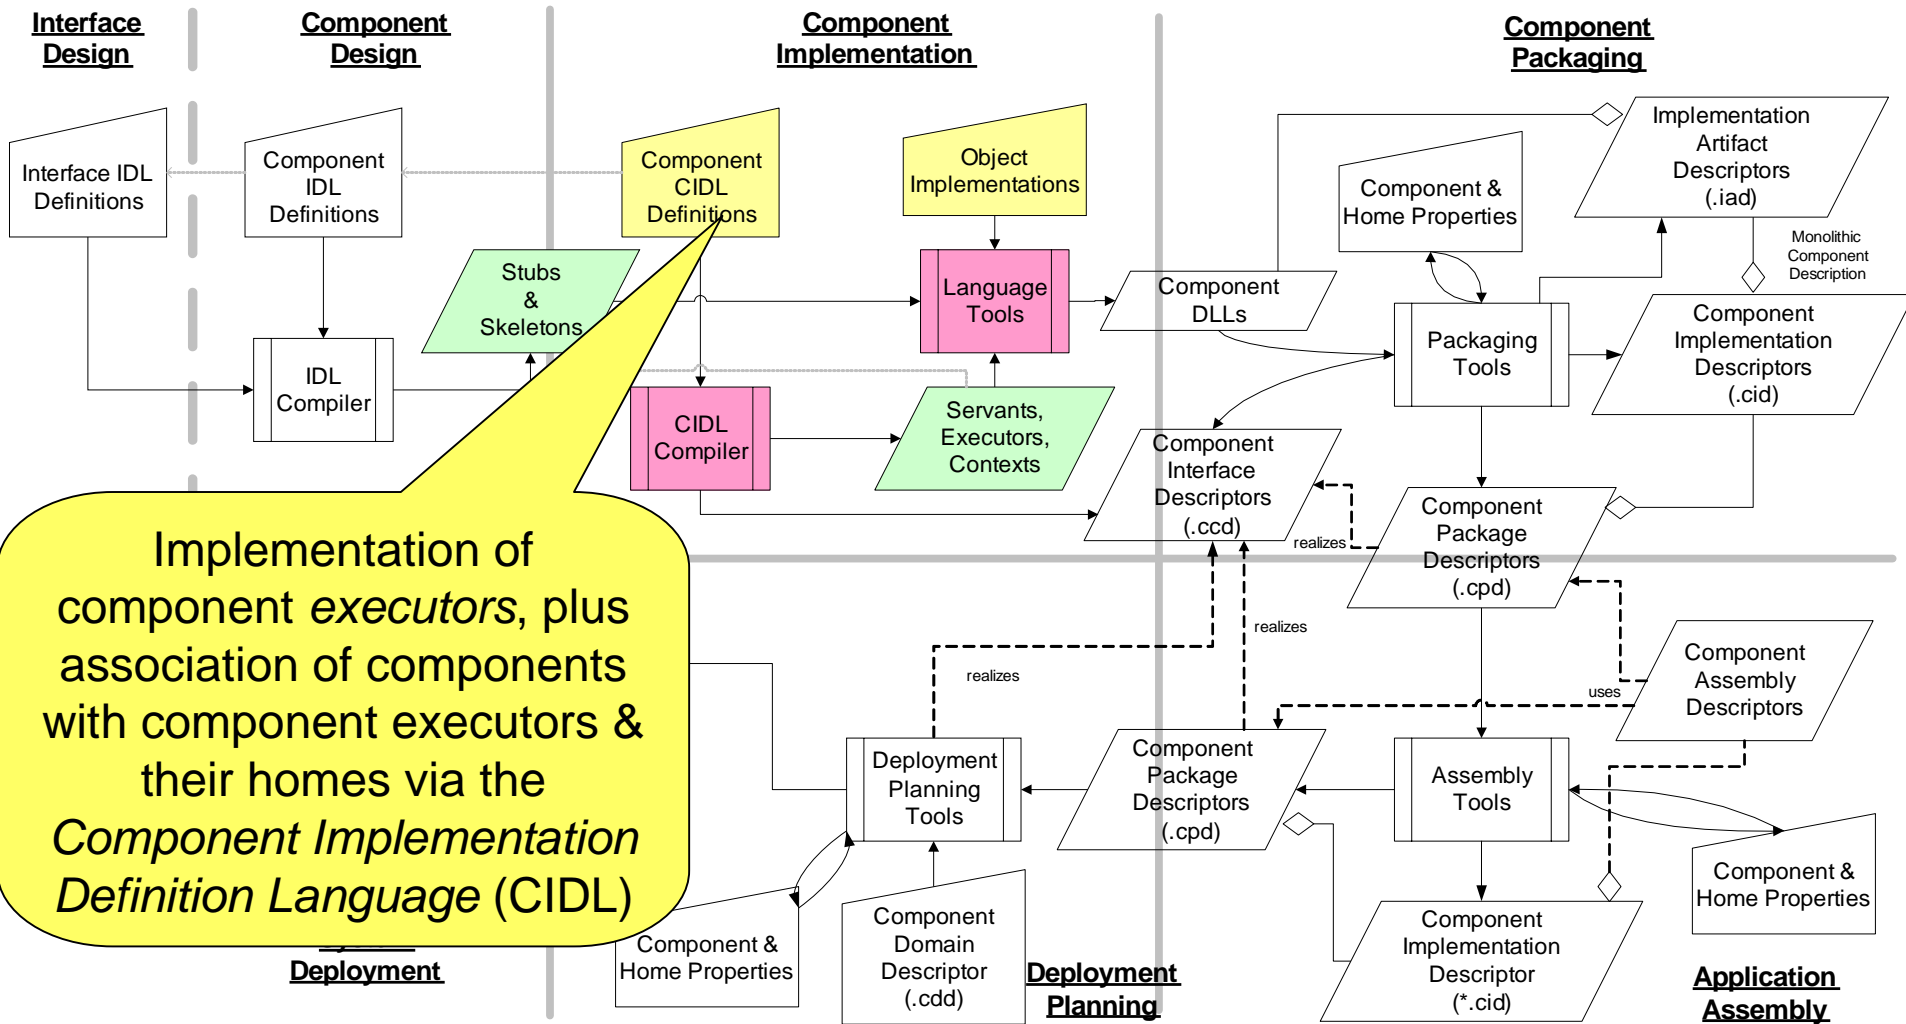 Interface
Design
Component
Design
Component
Implementation
Component
Packaging
Interface IDL
Definitions
Component
IDL
Definitions
Component
CIDL
Definitions
Object
Implementations
Component &
Home Properties
Implementation
Artifact
Descriptors
(.iad)
Monolithic
Component
Description
Stubs
&
Skeletons
Language
Tools
Component
DLLs
Packaging
Tools
Component
Implementation
Descriptors
(.cid)
IDL
Compiler
CIDL
Compiler
Servants,
Executors,
Contexts
Component
Interface
Descriptors
(.ccd)
realizes
Component
Package
Descriptors
(.cpd)
Implementation of
component executors, plus
association of components
with component executors &
their homes via the
Component Implementation
Definition Language (CIDL)
realizes
realizes
uses
Component
Assembly
Descriptors
Deployment
Planning
Tools
Component
Package
Descriptors
(.cpd)
Assembly
Tools
Component &
Home Properties
Component &
Home Properties
Component
Domain
Descriptor
(.cdd)
Component
Implementation
Descriptor
(*.cid)
Deployment
Deployment
Planning
Application
Assembly